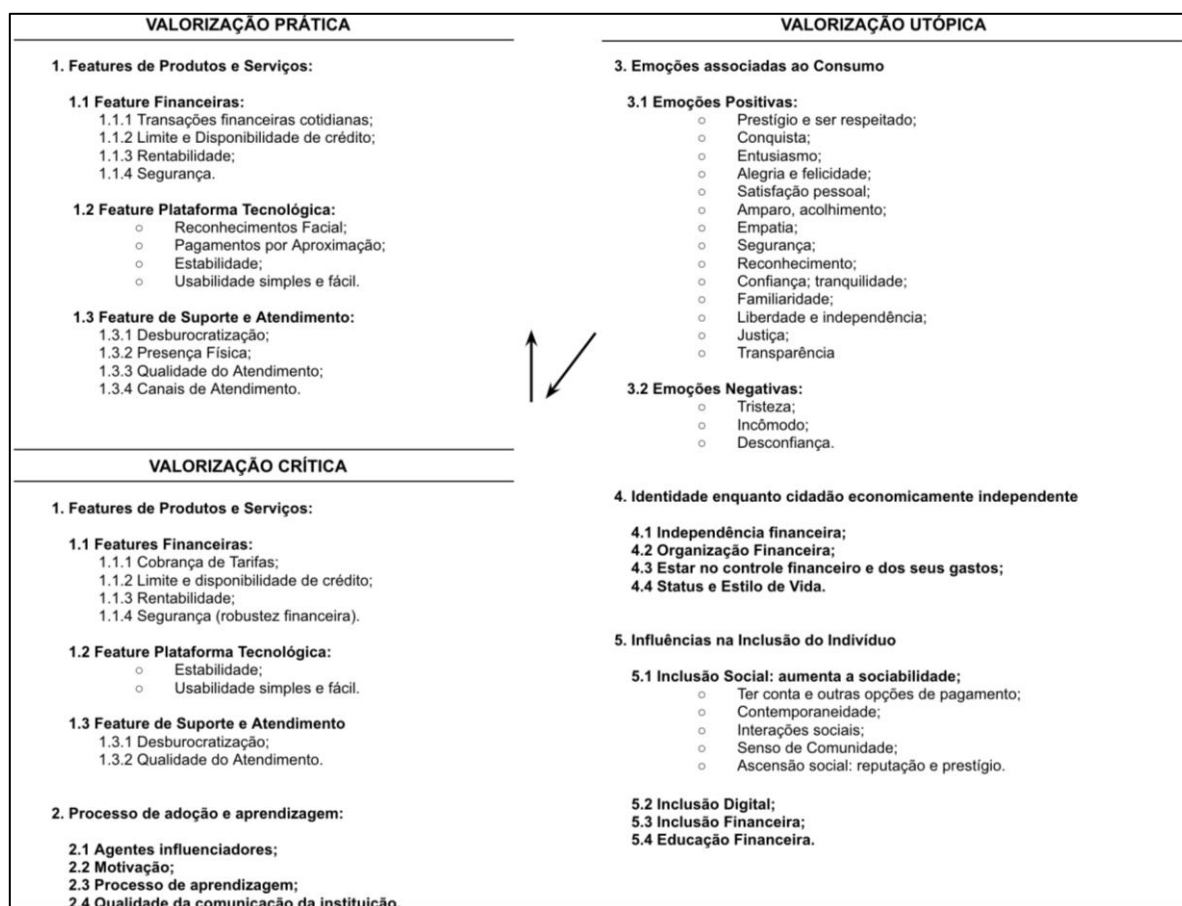 VALORIZAÇÃO PRÁTICA
1. Features de Produtos e Serviços:
1.1 Feature Financeiras:
1.1.1 Transações financeiras cotidianas;
1.1.2 Limite e Disponibilidade de crédito;
1.1.3 Rentabilidade;
1.1.4 Segurança.
1.2 Feature Plataforma Tecnológica:
○ Reconhecimentos Facial;
○ Pagamentos por Aproximação;
○ Estabilidade;
○ Usabilidade simples e fácil.
1.3 Feature de Suporte e Atendimento:
1.3.1 Desburocratização;
1.3.2 Presença Física;
1.3.3 Qualidade do Atendimento;
1.3.4 Canais de Atendimento.
VALORIZAÇÃO CRÍTICA
1. Features de Produtos e Serviços:
1.1 Features Financeiras:
1.1.1 Cobrança de Tarifas;
1.1.2 Limite e disponibilidade de crédito;
1.1.3 Rentabilidade;
1.1.4 Segurança (robustez financeira).
1.2 Feature Plataforma Tecnológica:
○ Estabilidade;
○ Usabilidade simples e fácil.
1.3 Feature de Suporte e Atendimento
1.3.1 Desburocratização;
1.3.2 Qualidade do Atendimento.
2. Processo de adoção e aprendizagem:
2.1 Agentes influenciadores;
2.2 Motivação;
2.3 Processo de aprendizagem;
2.4 Qualidade da comunicação da instituição.
VALORIZAÇÃO UTÓPICA
3. Emoções associadas ao Consumo
3.1 Emoções Positivas:
○ Prestígio e ser respeitado;
○ Conquista;
○ Entusiasmo;
○ Alegria e felicidade;
○ Satisfação pessoal;
○ Amparo, acolhimento;
○ Empatia;
○ Segurança;
○ Reconhecimento;
○ Confiança; tranquilidade;
○ Familiaridade;
○ Liberdade e independência;
○ Justiça;
○ Transparência
3.2 Emoções Negativas:
○ Tristeza;
○ Incômodo;
○ Desconfiança.
4. Identidade enquanto cidadão economicamente independente
4.1 Independência financeira;
4.2 Organização Financeira;
4.3 Estar no controle financeiro e dos seus gastos;
4.4 Status e Estilo de Vida.
5. Influências na Inclusão do Indivíduo
5.1 Inclusão Social: aumenta a sociabilidade;
○ Ter conta e outras opções de pagamento;
○ Contemporaneidade;
○ Interações sociais;
○ Senso de Comunidade;
○ Ascensão social: reputação e prestígio.
5.2 Inclusão Digital;
5.3 Inclusão Financeira;
5.4 Educação Financeira.